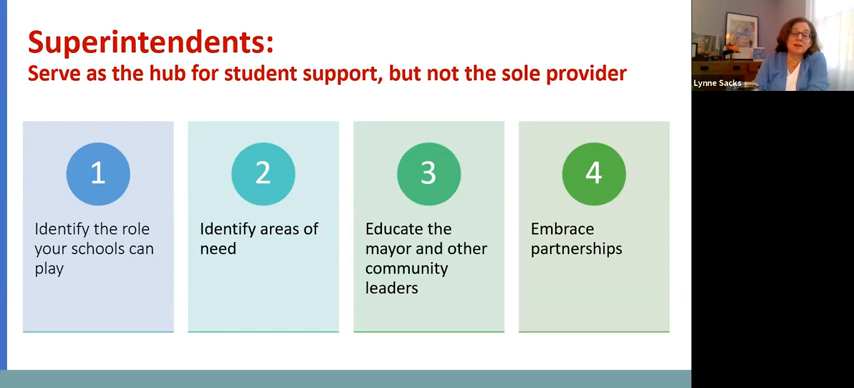 Superintendents:
Serve as the hub for student support, but not the sole provider
Lynne Sacks
1
Identify the role
your schools can
play
2
Identify areas of
need
3
Educate the
mayor and other
community
leaders
4
Embrace
partnerships